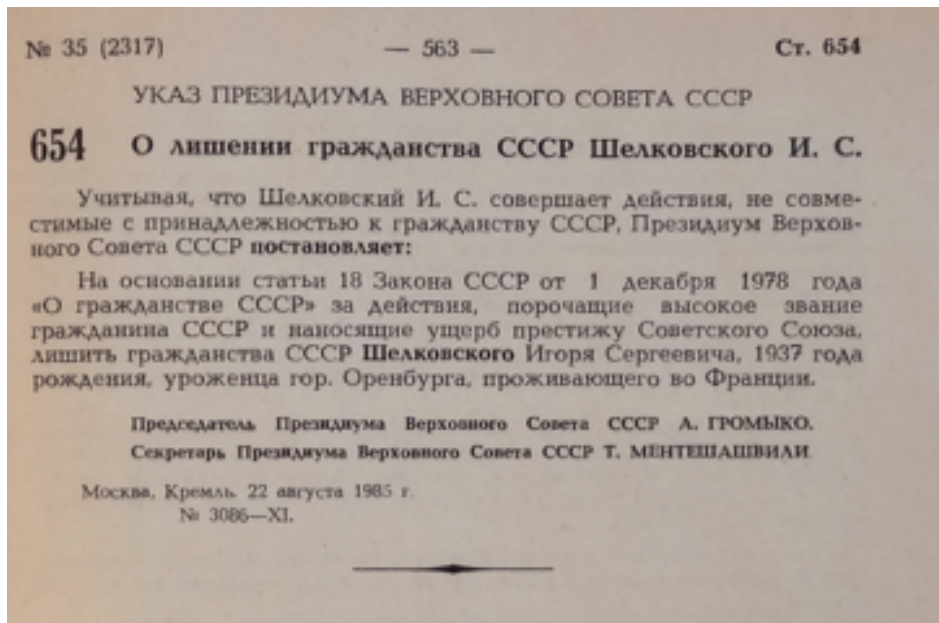 № 35 (2317) — 563 — Ст. 654
УКАЗ ПРЕЗИДИУМА ВЕРХОВНОГО СОВЕТА СССР
654 О лишении гражданства СССР Шелковского И. С.
Учитывая, что Шелковский И. С. совершает действия, не совме-
стимые с принадлежностью к гражданству СССР, Президиум Верхов-
ного Совета СССР постановляет:
На основании статьи 18 Закона СССР от 1 декабря 1978 года
«О гражданстве СССР» за действия, порочащие высокое звание
гражданина СССР и наносящие ущерб престижу Советского Союза,
лишить гражданства СССР Шелковского Игоря Сергеевича, 1937 года
рождения, уроженца гор. Оренбурга, проживающего во Франции.
Председатель Президиума Верховного Совета СССР А. ГРОМЫКО.
Секретарь Президиума Верховного Совета СССР Т. МЕНТЕШАШВИЛИ
Москва, Кремль. 22 августа 1985 г.
№ 3086—XI.